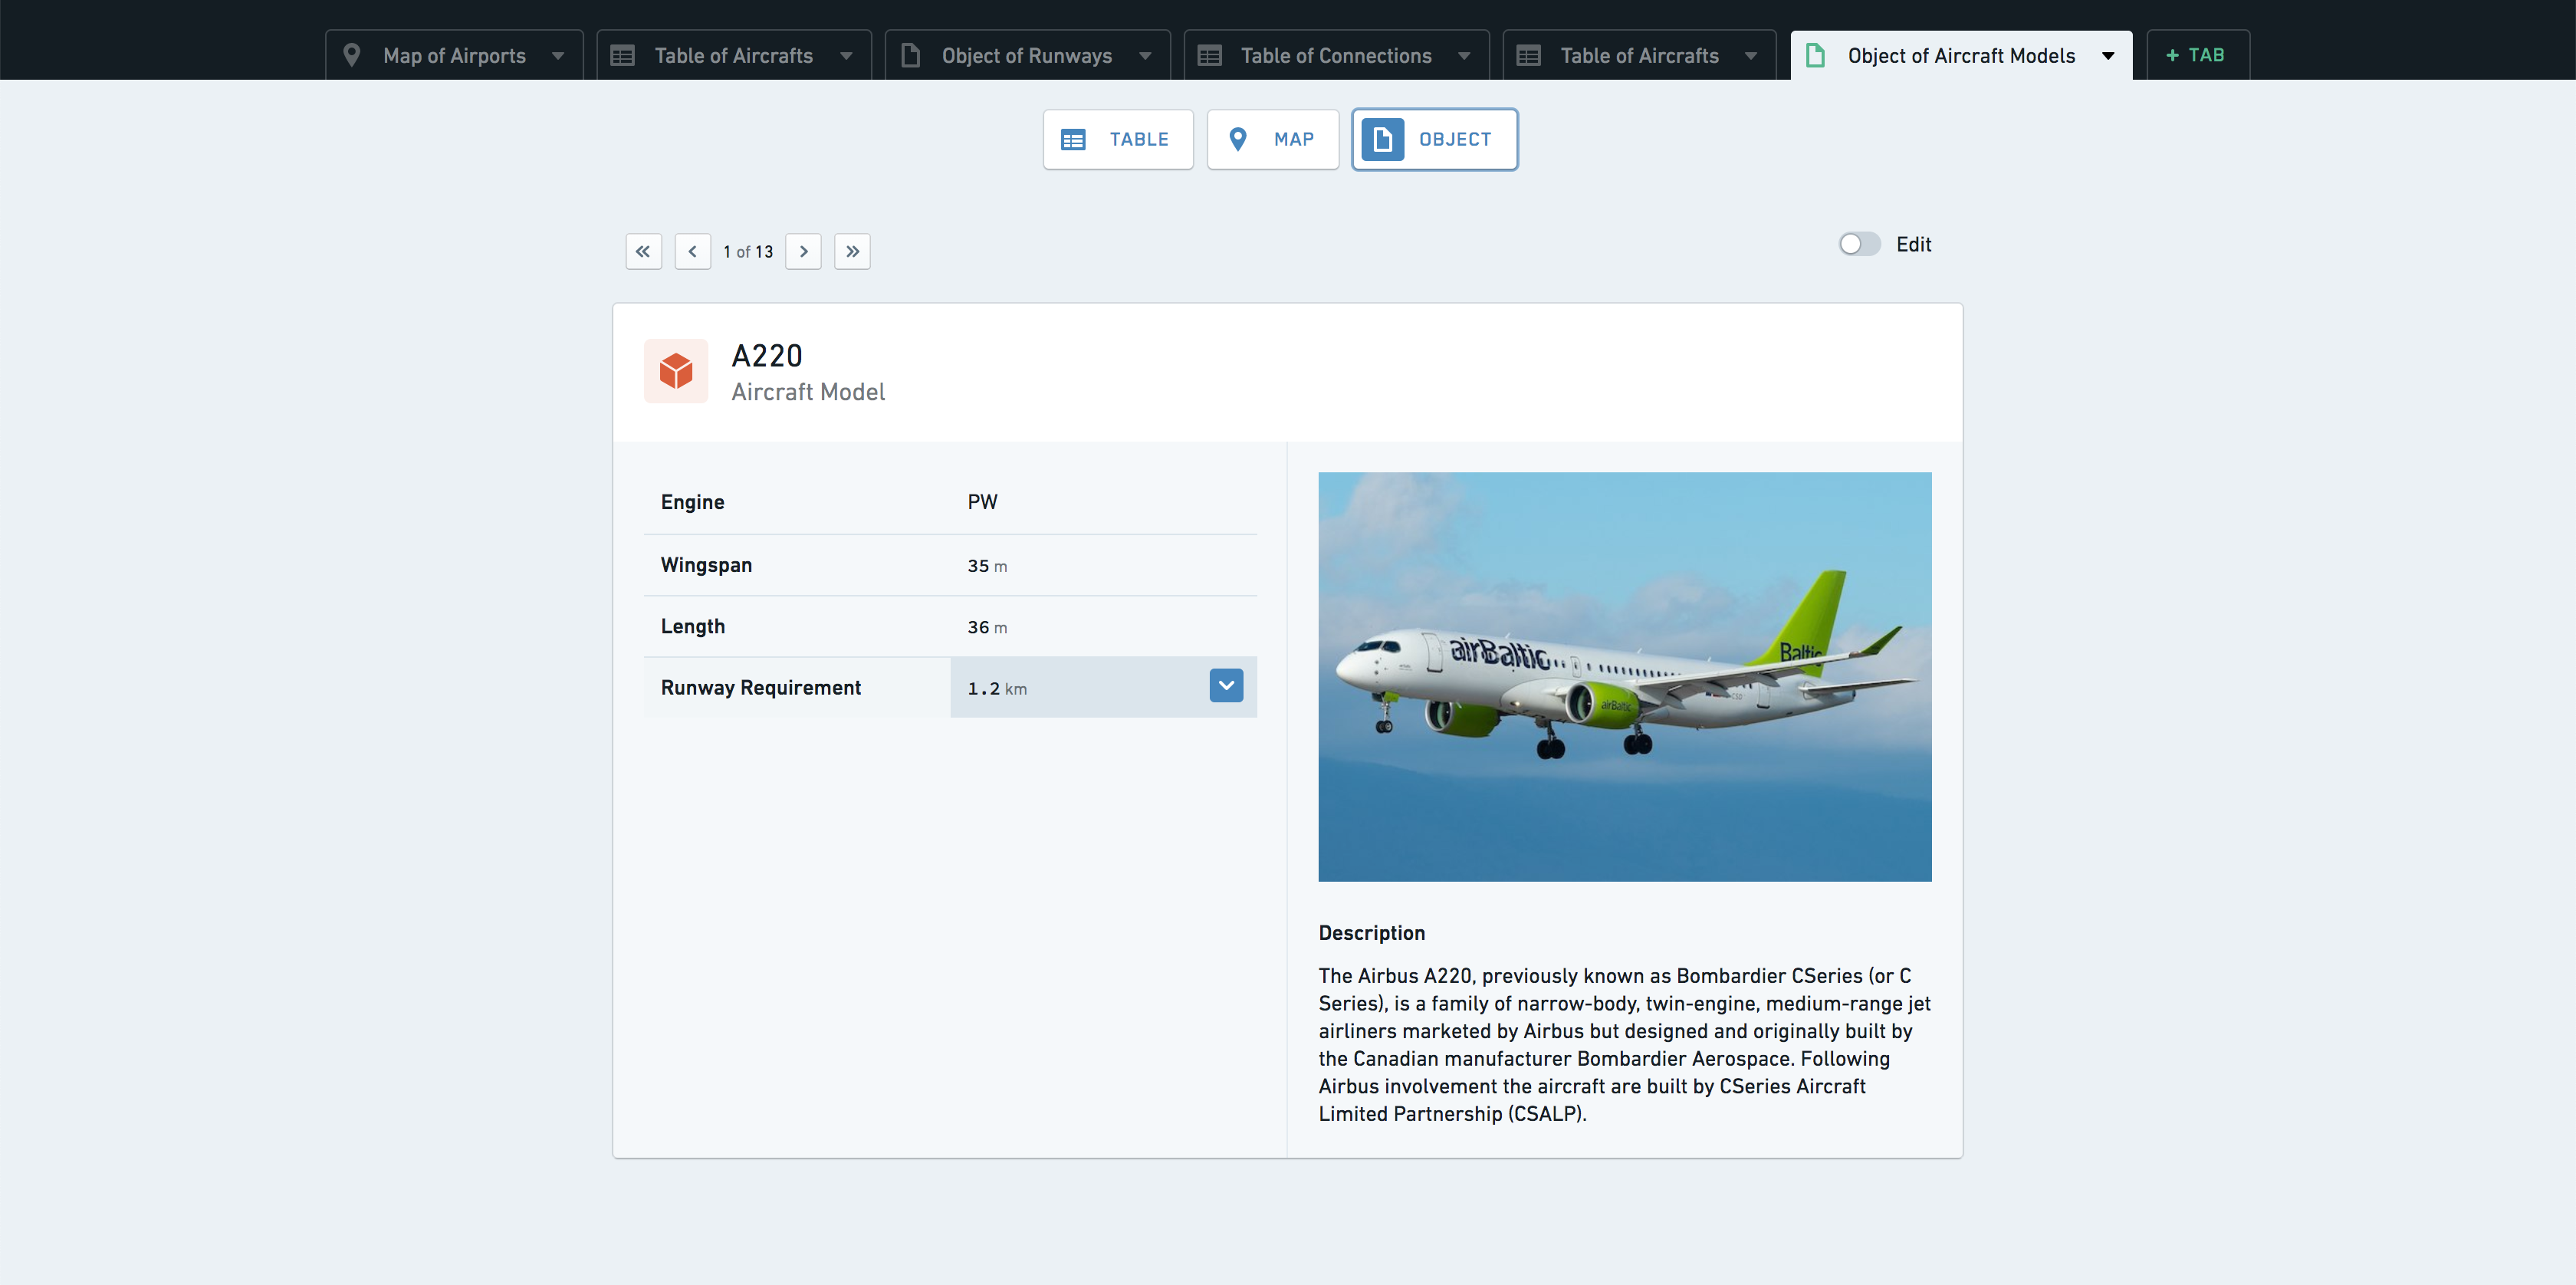 Map of Airports
Table of Aircrafts
Object of Runways
Table of Connections
Table of Aircrafts
Object of Aircraft Models
+ TAB
TABLE
MAP
OBJECT
1 of 13
Edit
A220
Aircraft Model
Engine PW
Wingspan 35 m
Length 36 m
Runway Requirement 1.2 km
airBaltic
Baltic
airBaltic
Description
The Airbus A220, previously known as Bombardier CSeries (or C
Series), is a family of narrow-body, twin-engine, medium-range jet
airliners marketed by Airbus but designed and originally built by
the Canadian manufacturer Bombardier Aerospace. Following
Airbus involvement the aircraft are built by CSeries Aircraft
Limited Partnership (CSALP).